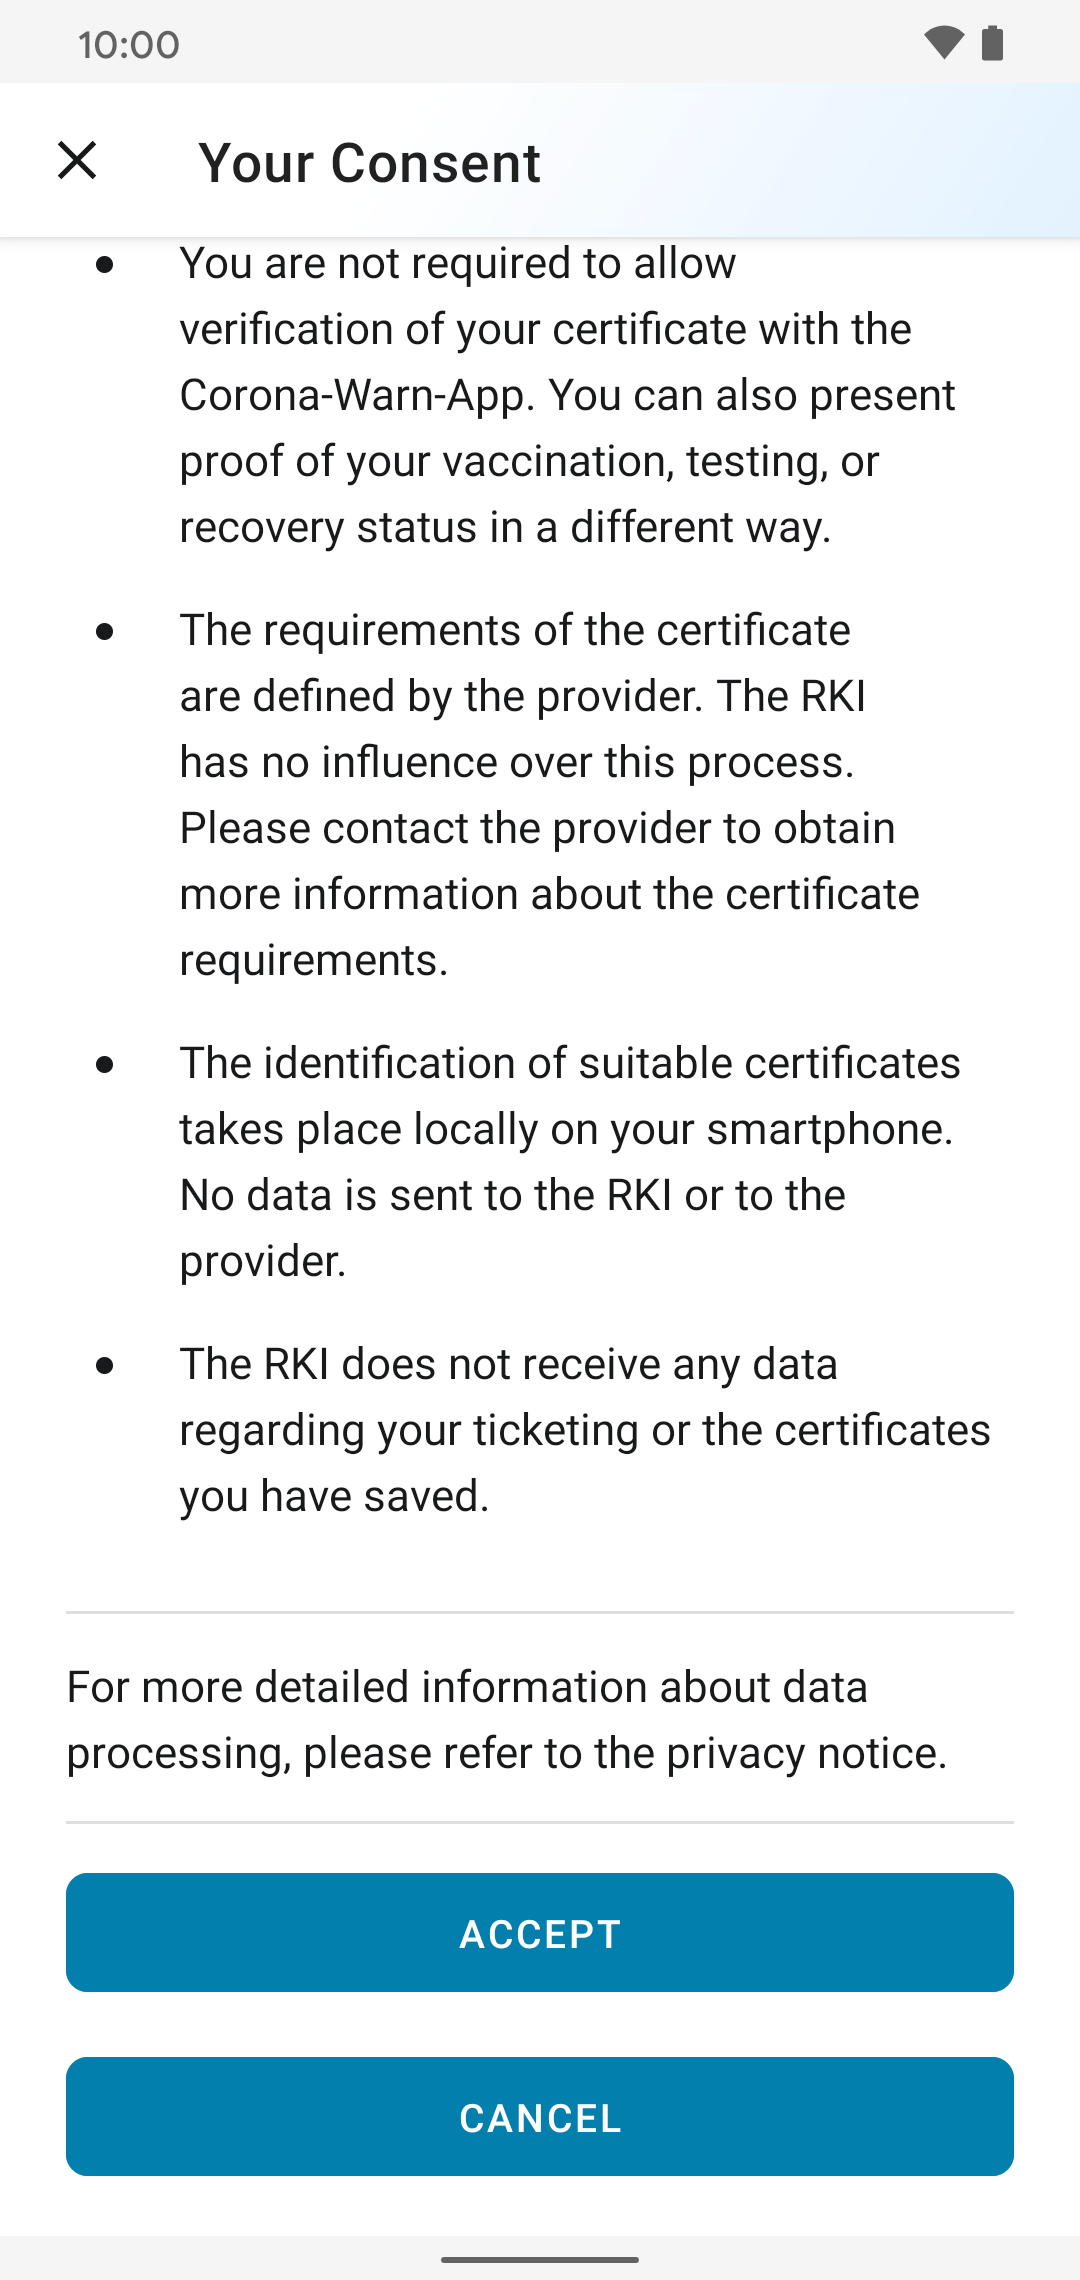 10:00
Your Consent
You are not required to allow
verification of your certificate with the
Corona-Warn-App. You can also present
proof of your vaccination, testing, or
recovery status in a different way.
The requirements of the certificate
are defined by the provider. The RKI
has no influence over this process.
Please contact the provider to obtain
more information about the certificate
requirements.
The identification of suitable certificates
takes place locally on your smartphone.
No data is sent to the RKI or to the
provider.
The RKI does not receive any data
regarding your ticketing or the certificates
you have saved.
For more detailed information about data
processing, please refer to the privacy notice.
ACCEPT
CANCEL